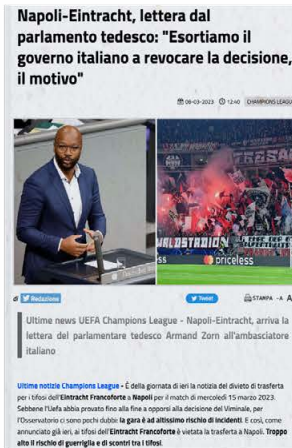 Napoli-Eintracht, lettera dal
parlamento tedesco: "Esortiamo il
governo italiano a revocare la decisione,
il motivo"
08-03-2023 12:40 CHAMPIONS LEAGU
WALDSTADION
priceless
Redazione
Tweet
STAMPA -A A
Ultime news UEFA Champions League - Napoli-Eintracht, arriva la
lettera del parlamentare tedesco Armand Zorn all'ambasciatore
italiano
Ultime notizie Champions League - È della giornata di ieri la notizia del divieto di trasferta
per i tifosi dell'Eintracht Francoforte a Napoli per il match di mercoledì 15 marzo 2023.
Sebbene l'Uefa abbia provato fino alla fine a opporsi alla decisione del Viminale, per
l'Osservatorio ci sono pochi dubbi: la gara è ad altissimo rischio di incidenti. E così, come
annunciato già ieri, ai tifosi dell'Eintracht Francoforte è vietata la trasferta a Napoli. Troppo
alto il rischio di guerriglia e di scontri tra i tifosi.